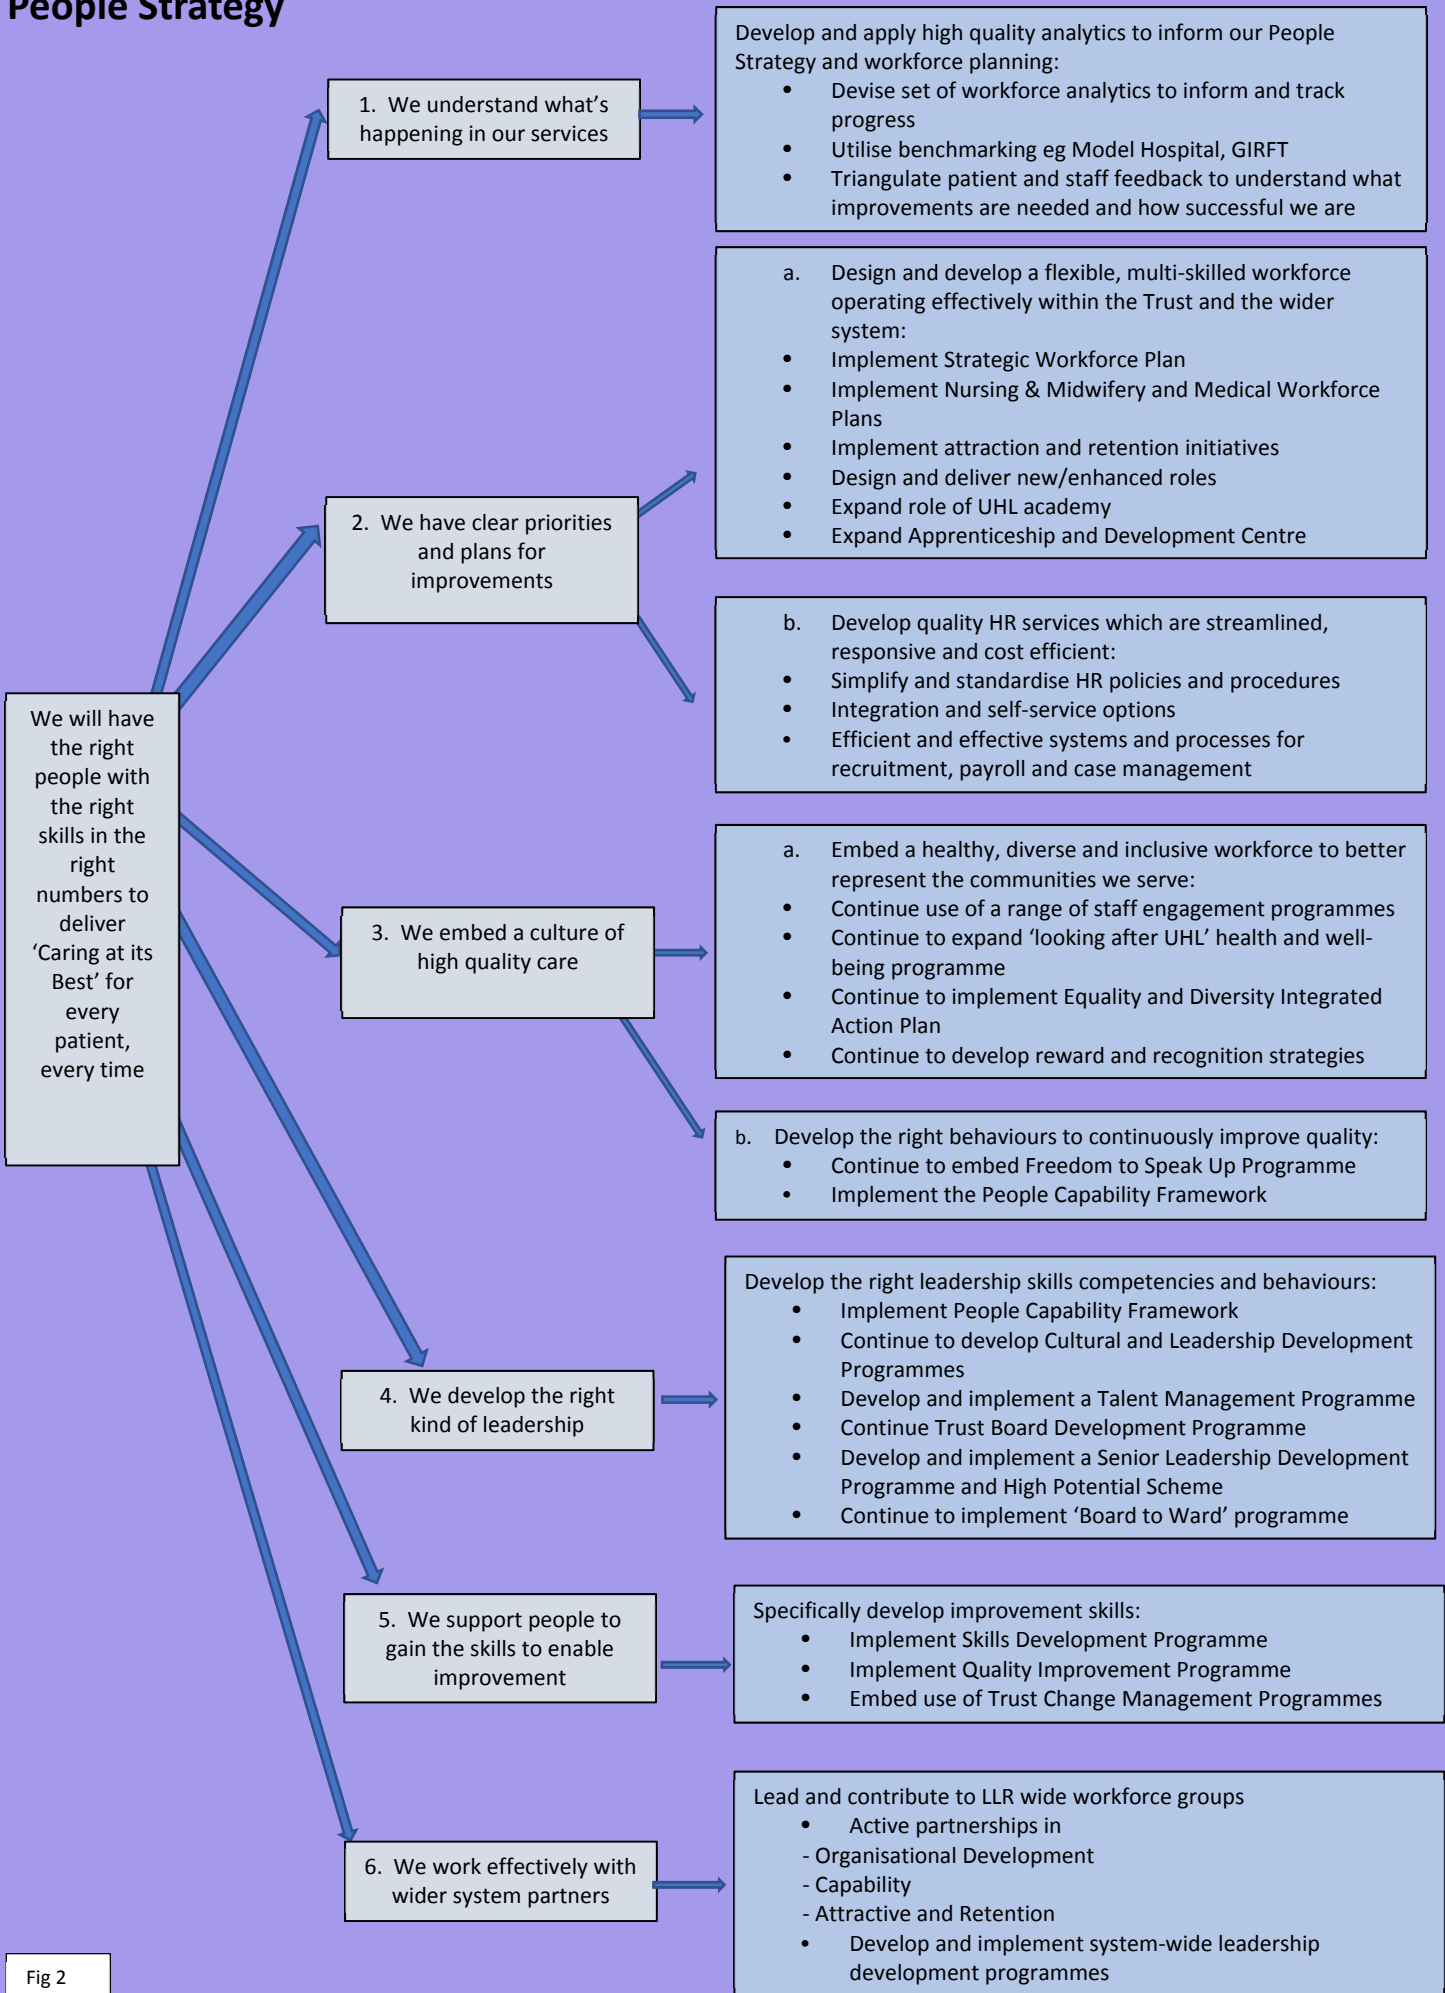 People Strategy
We will have
the right
people with
the right
skills in the
right
numbers to
deliver
‘Caring at its
Best’ for
every
patient,
every time
1. We understand what’s
happening in our services
Develop and apply high quality analytics to inform our People
Strategy and workforce planning:
• Devise set of workforce analytics to inform and track
progress
• Utilise benchmarking eg Model Hospital, GIRFT
• Triangulate patient and staff feedback to understand what
improvements are needed and how successful we are
2. We have clear priorities
and plans for
improvements
a. Design and develop a flexible, multi-skilled workforce
operating effectively within the Trust and the wider
system:
• Implement Strategic Workforce Plan
• Implement Nursing & Midwifery and Medical Workforce
Plans
• Implement attraction and retention initiatives
• Design and deliver new/enhanced roles
• Expand role of UHL academy
• Expand Apprenticeship and Development Centre
b. Develop quality HR services which are streamlined,
responsive and cost efficient:
• Simplify and standardise HR policies and procedures
• Integration and self-service options
• Efficient and effective systems and processes for
recruitment, payroll and case management
3. We embed a culture of
high quality care
a. Embed a healthy, diverse and inclusive workforce to better
represent the communities we serve:
• Continue use of a range of staff engagement programmes
• Continue to expand ‘looking after UHL’ health and well-
being programme
• Continue to implement Equality and Diversity Integrated
Action Plan
• Continue to develop reward and recognition strategies
b. Develop the right behaviours to continuously improve quality:
• Continue to embed Freedom to Speak Up Programme
• Implement the People Capability Framework
4. We develop the right
kind of leadership
Develop the right leadership skills competencies and behaviours:
• Implement People Capability Framework
• Continue to develop Cultural and Leadership Development
Programmes
• Develop and implement a Talent Management Programme
• Continue Trust Board Development Programme
• Develop and implement a Senior Leadership Development
Programme and High Potential Scheme
• Continue to implement ‘Board to Ward’ programme
5. We support people to
gain the skills to enable
improvement
Specifically develop improvement skills:
• Implement Skills Development Programme
• Implement Quality Improvement Programme
• Embed use of Trust Change Management Programmes
6. We work effectively with
wider system partners
Lead and contribute to LLR wide workforce groups
• Active partnerships in
- Organisational Development
- Capability
- Attractive and Retention
• Develop and implement system-wide leadership
development programmes
Fig 2